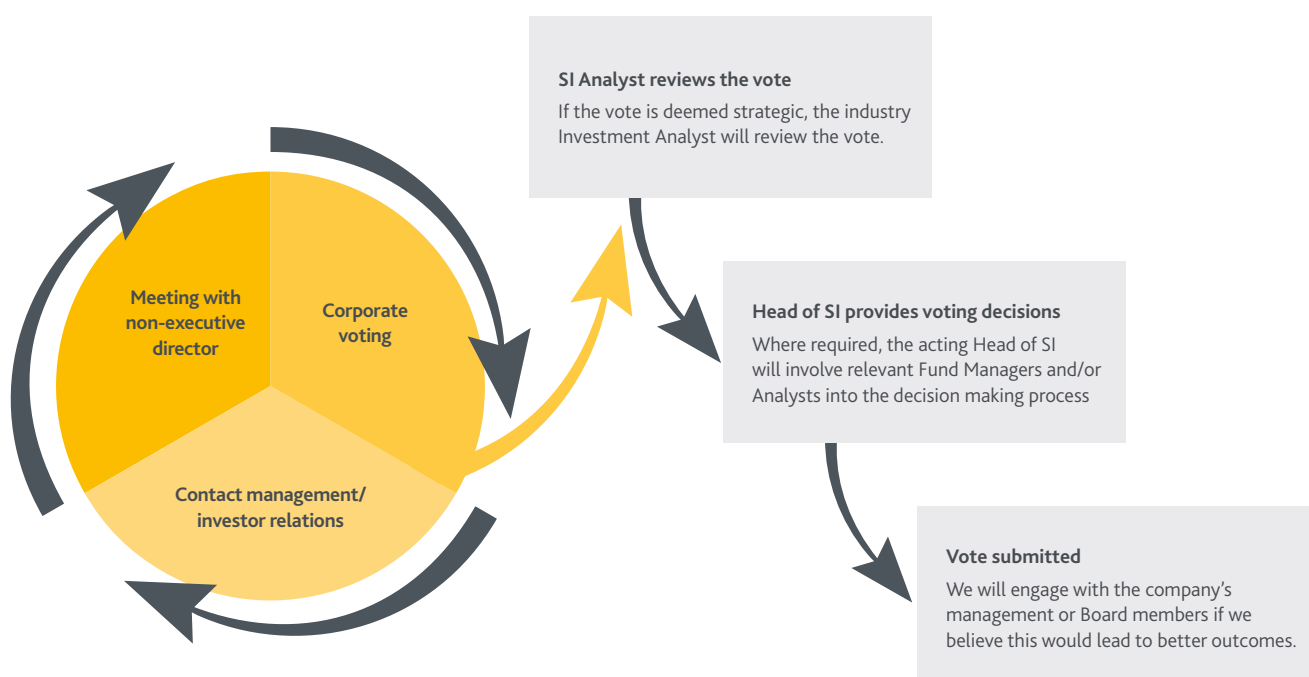 SI Analyst reviews the vote
If the vote is deemed strategic, the industry
Investment Analyst will review the vote.
Meeting with
non-executive
director
Corporate
voting
Contact management/
investor relations
Head of SI provides voting decisions
Where required, the acting Head of SI
will involve relevant Fund Managers and/or
Analysts into the decision making process
Vote submitted
We will engage with the company’s
management or Board members if we
believe this would lead to better outcomes.